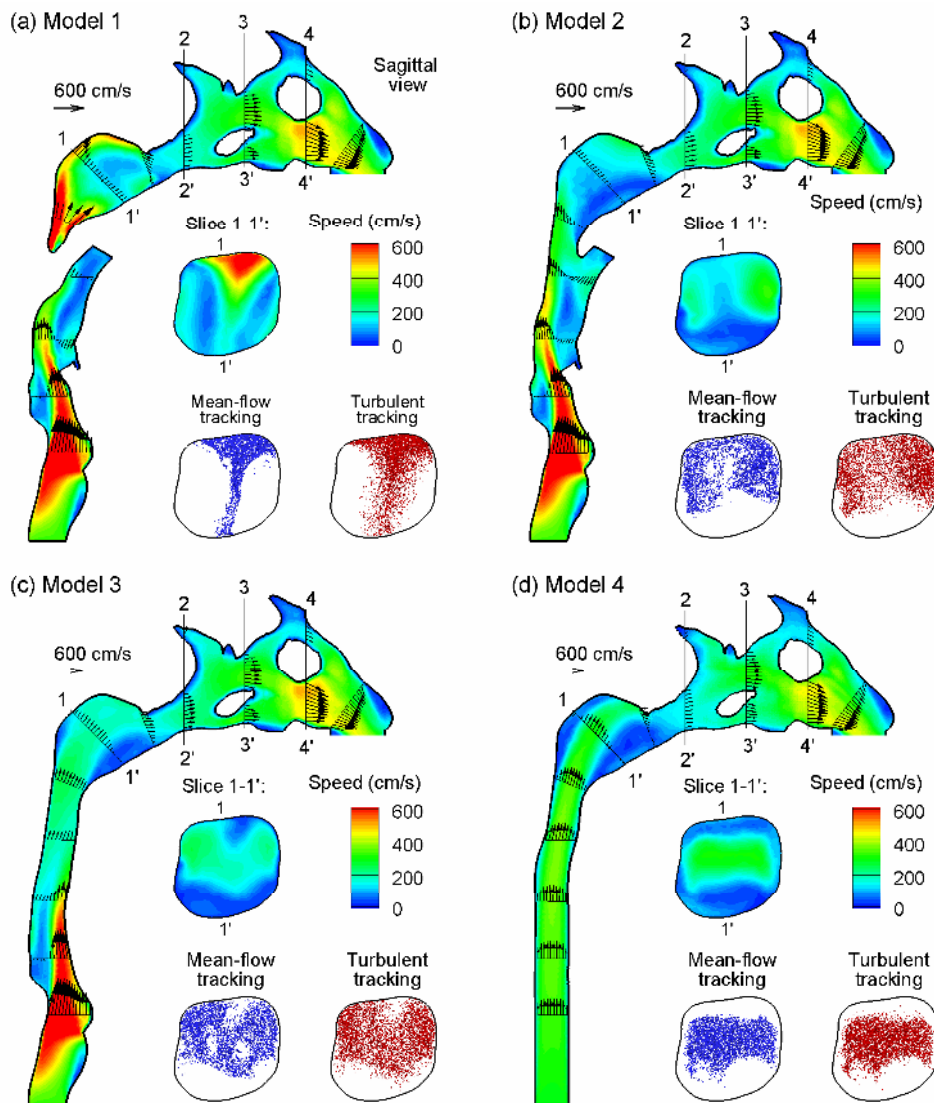 (a) Model 1
2
3
4
Sagittal
view
600 cm/s
1
2'
3'
4'
1'
Slice 1-1':
1
1'
Speed (cm/s)
600
400
200
0
Mean-flow
tracking
Turbulent
tracking
(b) Model 2
2
3
4
600 cm/s
1
2'
3'
4'
1'
Slice 1-1':
1
1'
Speed (cm/s)
600
400
200
0
Mean-flow
tracking
Turbulent
tracking
(c) Model 3
2
3
4
600 cm/s
1
2'
3'
4'
1'
Slice 1-1':
1
1'
Speed (cm/s)
600
400
200
0
Mean-flow
tracking
Turbulent
tracking
(d) Model 4
2
3
4
600 cm/s
1
2'
3'
4'
1'
Slice 1-1':
1
1'
Speed (cm/s)
600
400
200
0
Mean-flow
tracking
Turbulent
tracking